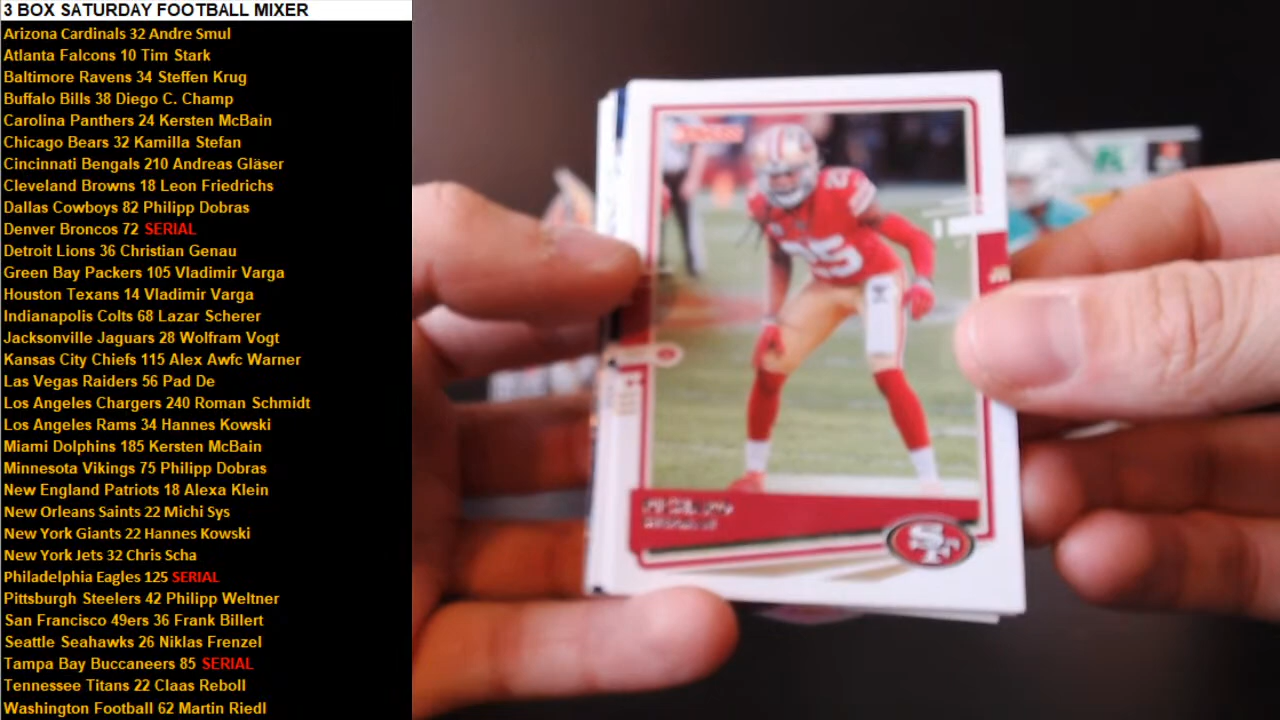 3 BOX SATURDAY FOOTBALL MIXER
Arizona Cardinals 32 Andre Smul
Atlanta Falcons 10 Tim Stark
Baltimore Ravens 34 Steffen Krug
Buffalo Bills 38 Diego C. Champ
Carolina Panthers 24 Kersten McBain
Chicago Bears 32 Kamilla Stefan
Cincinnati Bengals 210 Andreas Gläser
Cleveland Browns 18 Leon Friedrichs
Dallas Cowboys 82 Philipp Dobras
Denver Broncos 72 SERIAL
Detroit Lions 36 Christian Genau
Green Bay Packers 105 Vladimir Varga
Houston Texans 14 Vladimir Varga
Indianapolis Colts 68 Lazar Scherer
Jacksonville Jaguars 28 Wolfram Vogt
Kansas City Chiefs 115 Alex Awfc Warner
Las Vegas Raiders 56 Pad De
Los Angeles Chargers 240 Roman Schmidt
Los Angeles Rams 34 Hannes Kowski
Miami Dolphins 185 Kersten McBain
Minnesota Vikings 75 Philipp Dobras
New England Patriots 18 Alexa Klein
New Orleans Saints 22 Michi Sys
New York Giants 22 Hannes Kowski
New York Jets 32 Chris Scha
Philadelphia Eagles 125 SERIAL
Pittsburgh Steelers 42 Philipp Weltner
San Francisco 49ers 36 Frank Billert
Seattle Seahawks 26 Niklas Frenzel
Tampa Bay Buccaneers 85 SERIAL
Tennessee Titans 22 Claas Reboll
Washington Football 62 Martin Riedl
25
SF